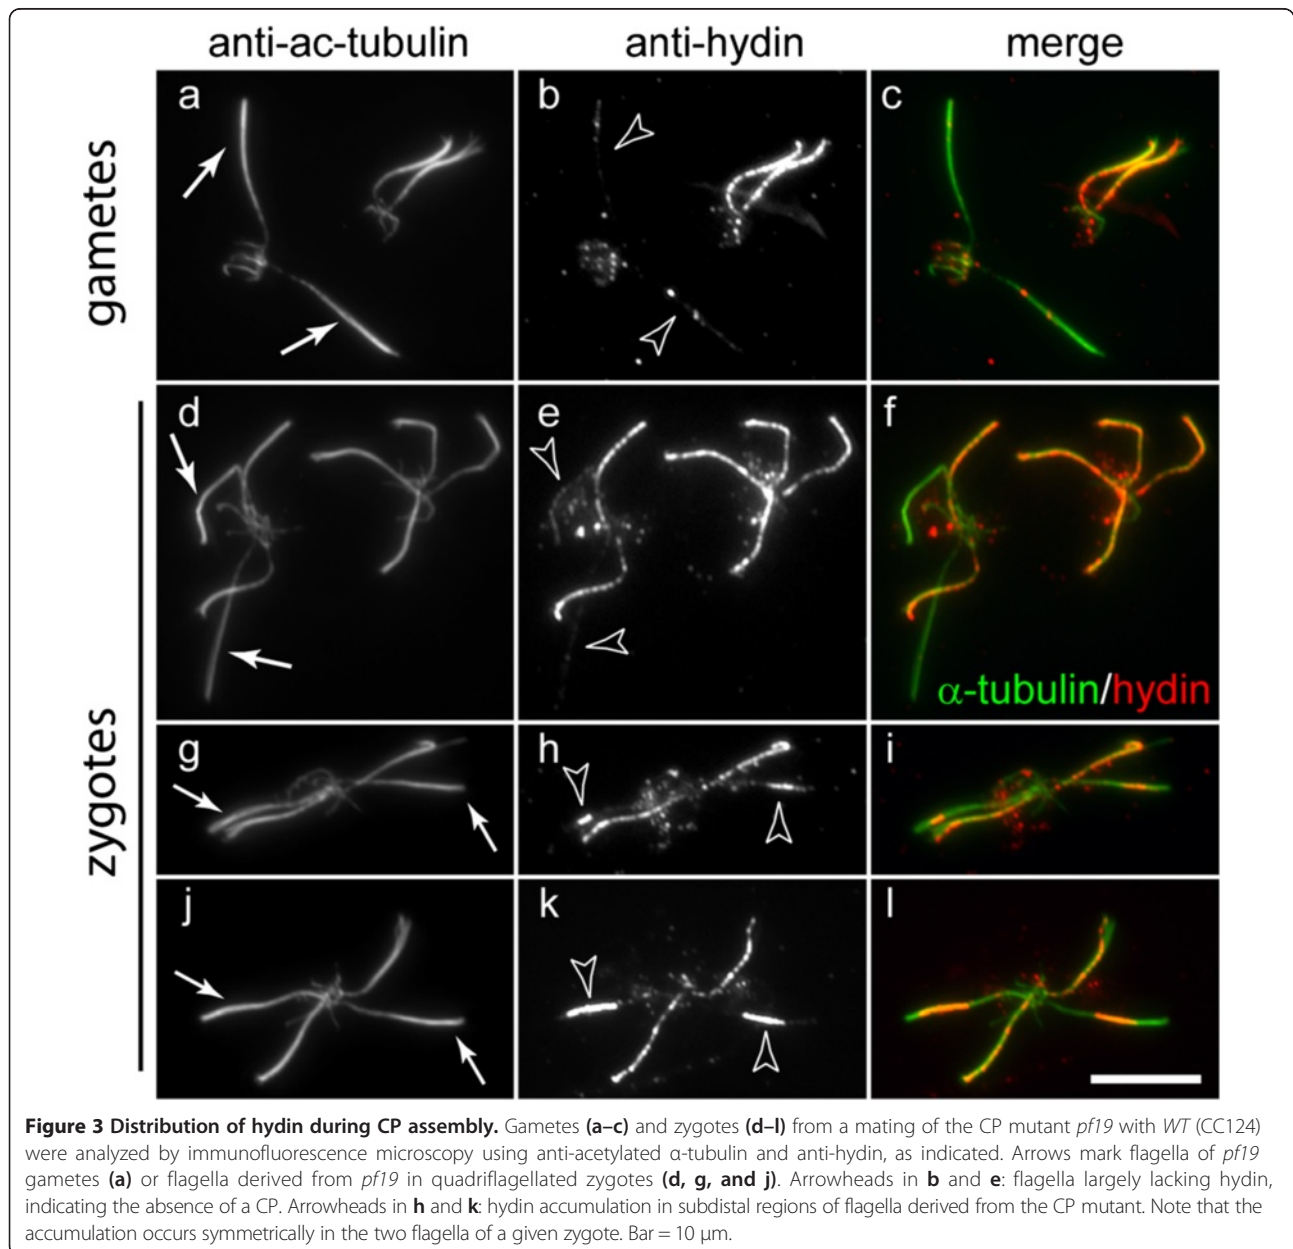 anti-ac-tubulin anti-hydin merge
gametes
a b c
zygotes
d e f
α-tubulin/hydin
g h i
j k l
Figure 3 Distribution of hydin during CP assembly. Gametes (a–c) and zygotes (d–l) from a mating of the CP mutant pf19 with WT (CC124)
were analyzed by immunofluorescence microscopy using anti-acetylated α-tubulin and anti-hydin, as indicated. Arrows mark flagella of pf19
gametes (a) or flagella derived from pf19 in quadriflagellated zygotes (d, g, and j). Arrowheads in b and e: flagella largely lacking hydin,
indicating the absence of a CP. Arrowheads in h and k: hydin accumulation in subdistal regions of flagella derived from the CP mutant. Note that the
accumulation occurs symmetrically in the two flagella of a given zygote. Bar = 10 μm.